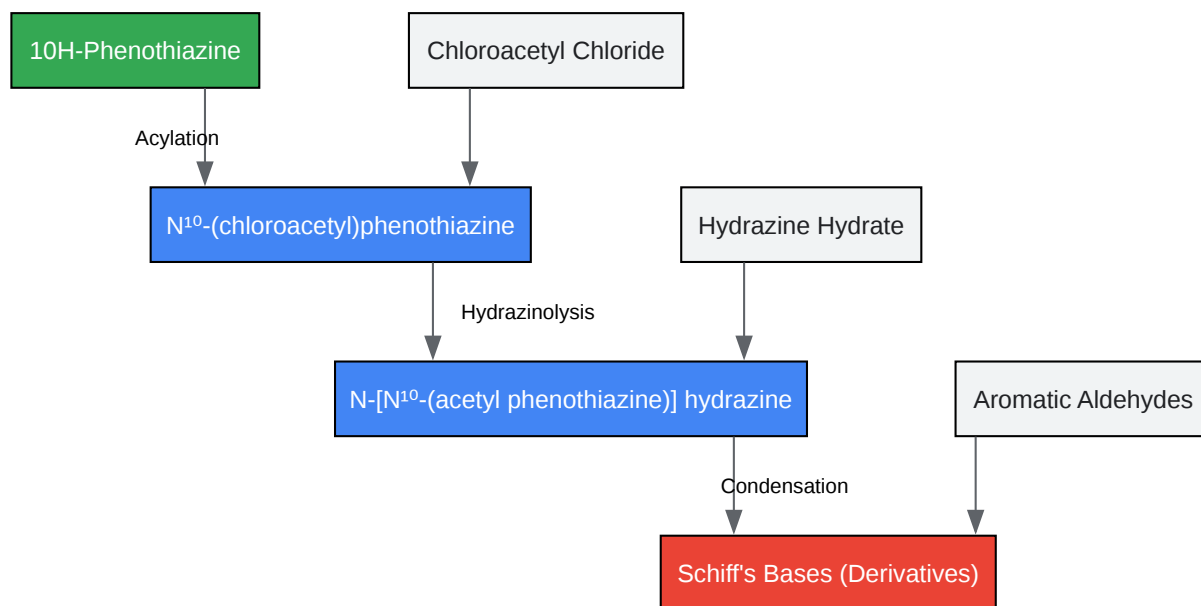 10H-Phenothiazine
Chloroacetyl Chloride
Acylation
N¹⁰-(chloroacetyl)phenothiazine
Hydrazine Hydrate
Hydrazinolysis
N-[N¹⁰-(acetyl phenothiazine)] hydrazine
Aromatic Aldehydes
Condensation
Schiff's Bases (Derivatives)